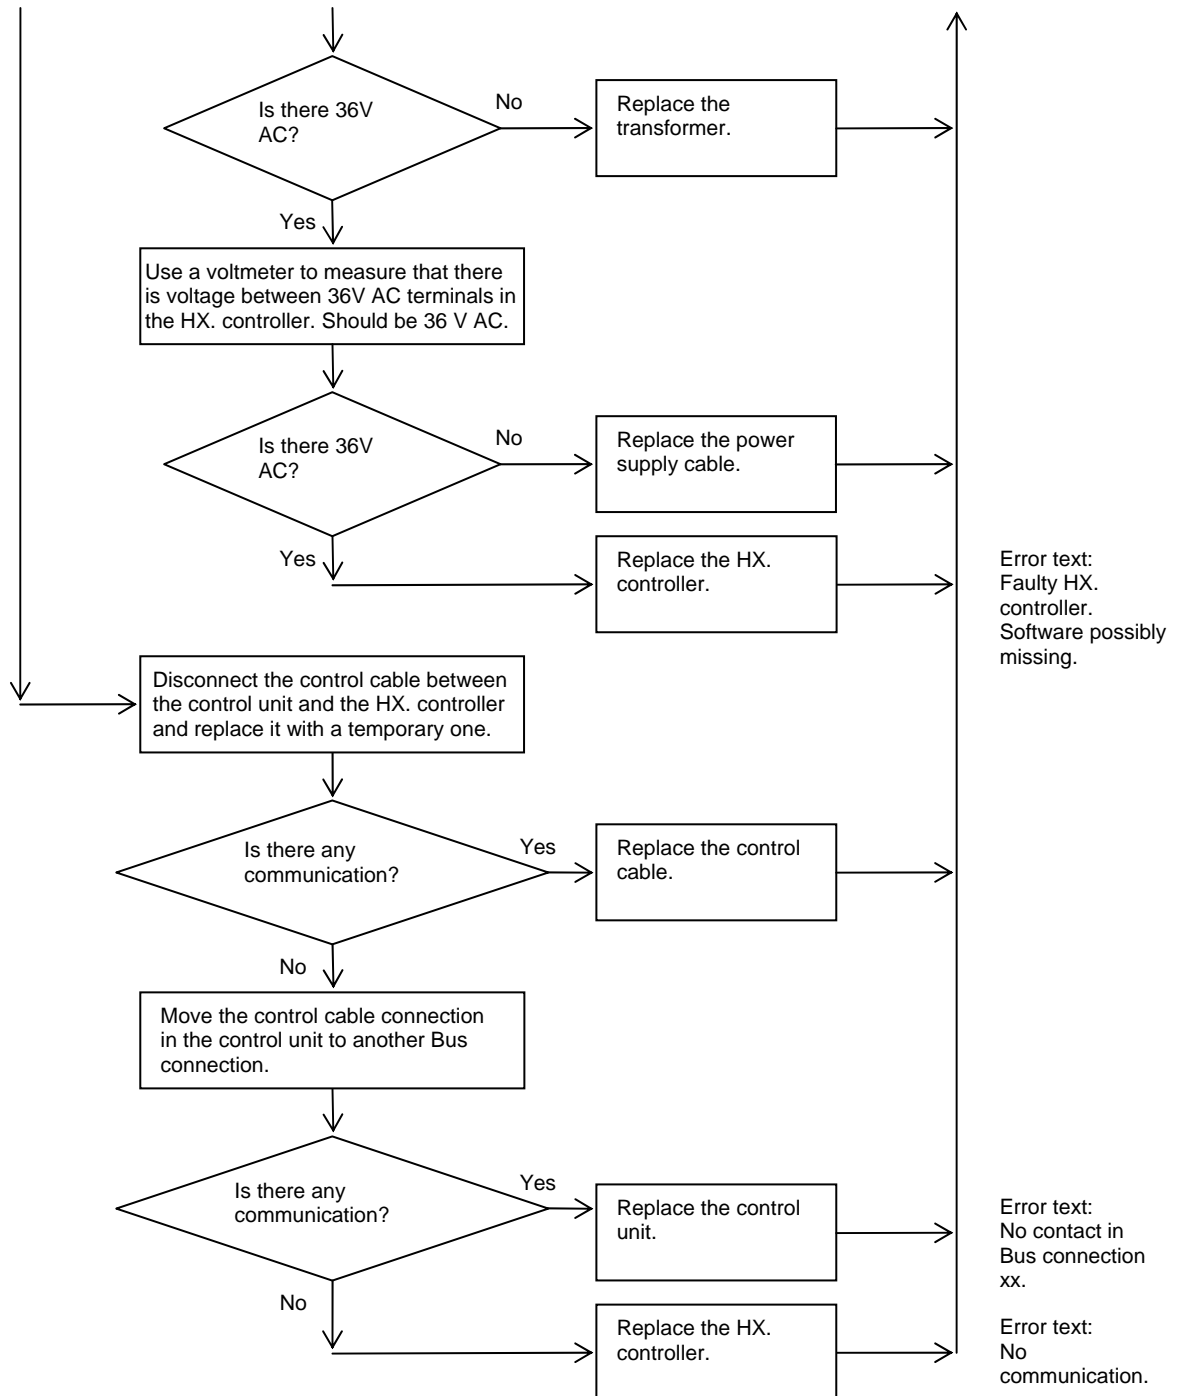 Is there 36V
AC?
No
Replace the
transformer.
Yes
Use a voltmeter to measure that there
is voltage between 36V AC terminals in
the HX. controller. Should be 36 V AC.
Is there 36V
AC?
No
Replace the power
supply cable.
Yes
Replace the HX.
controller.
Error text:
Faulty HX.
controller.
Software possibly
missing.
Disconnect the control cable between
the control unit and the HX. controller
and replace it with a temporary one.
Is there any
communication?
Yes
Replace the control
cable.
No
Move the control cable connection
in the control unit to another Bus
connection.
Is there any
communication?
Yes
Replace the control
unit.
Error text:
No contact in
Bus connection
xx.
No
Replace the HX.
controller.
Error text:
No
communication.